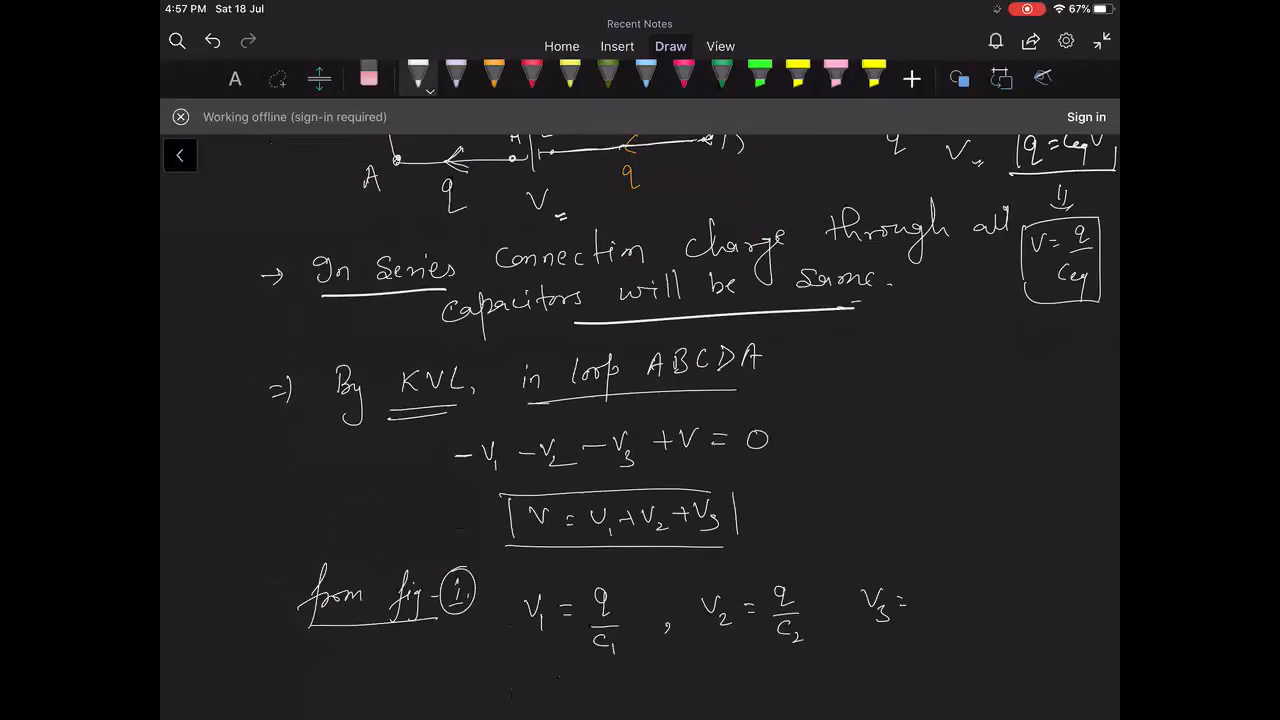 4:57 PM Sat 18 Jul
67%
Recent Notes
Home Insert Draw View
A
Working offline (sign-in required)
Sign in
A
q
V
q
q
V
q = CeqV
⇓
V = q/Ceq
→ In Series connection charge through all
capacitors will be same.
⇒ By KVL, in loop ABCDA
-V1 -V2 -V3 +V = 0
V = V1+V2+V3
from fig-1. V1 = q/C1 , V2 = q/C2 V3 =